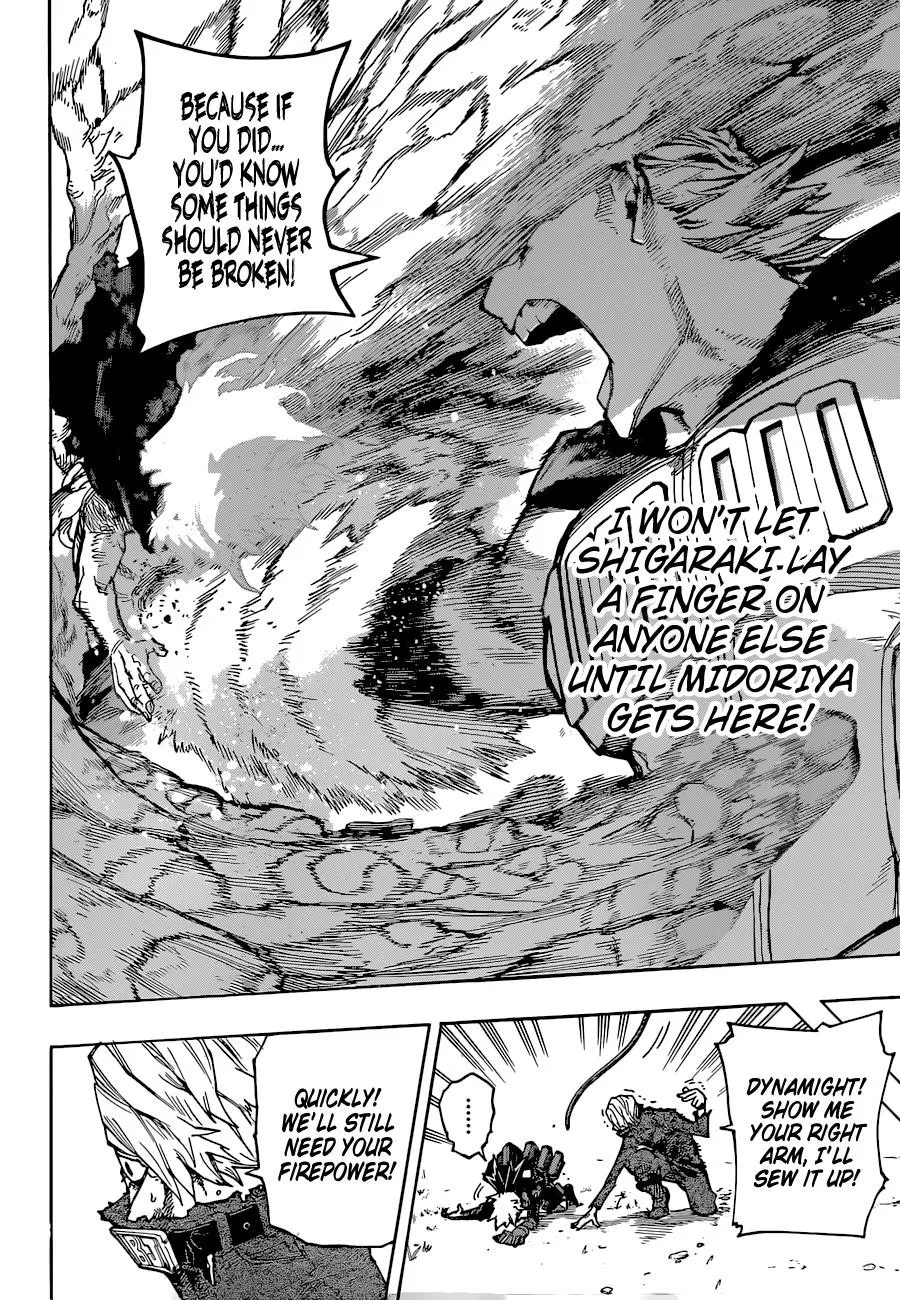 BECAUSE IF
YOU DID...
YOU'D KNOW
SOME THINGS
SHOULD NEVER
BE BROKEN!
I WON'T LET
SHIGARAKI LAY
A FINGER ON
ANYONE ELSE
UNTIL MIDORIYA
GETS HERE!
DYNAMIGHT!
SHOW ME
YOUR RIGHT
ARM, I'LL
SEW IT UP!
......
QUICKLY!
WE'LL STILL
NEED YOUR
FIREPOWER!